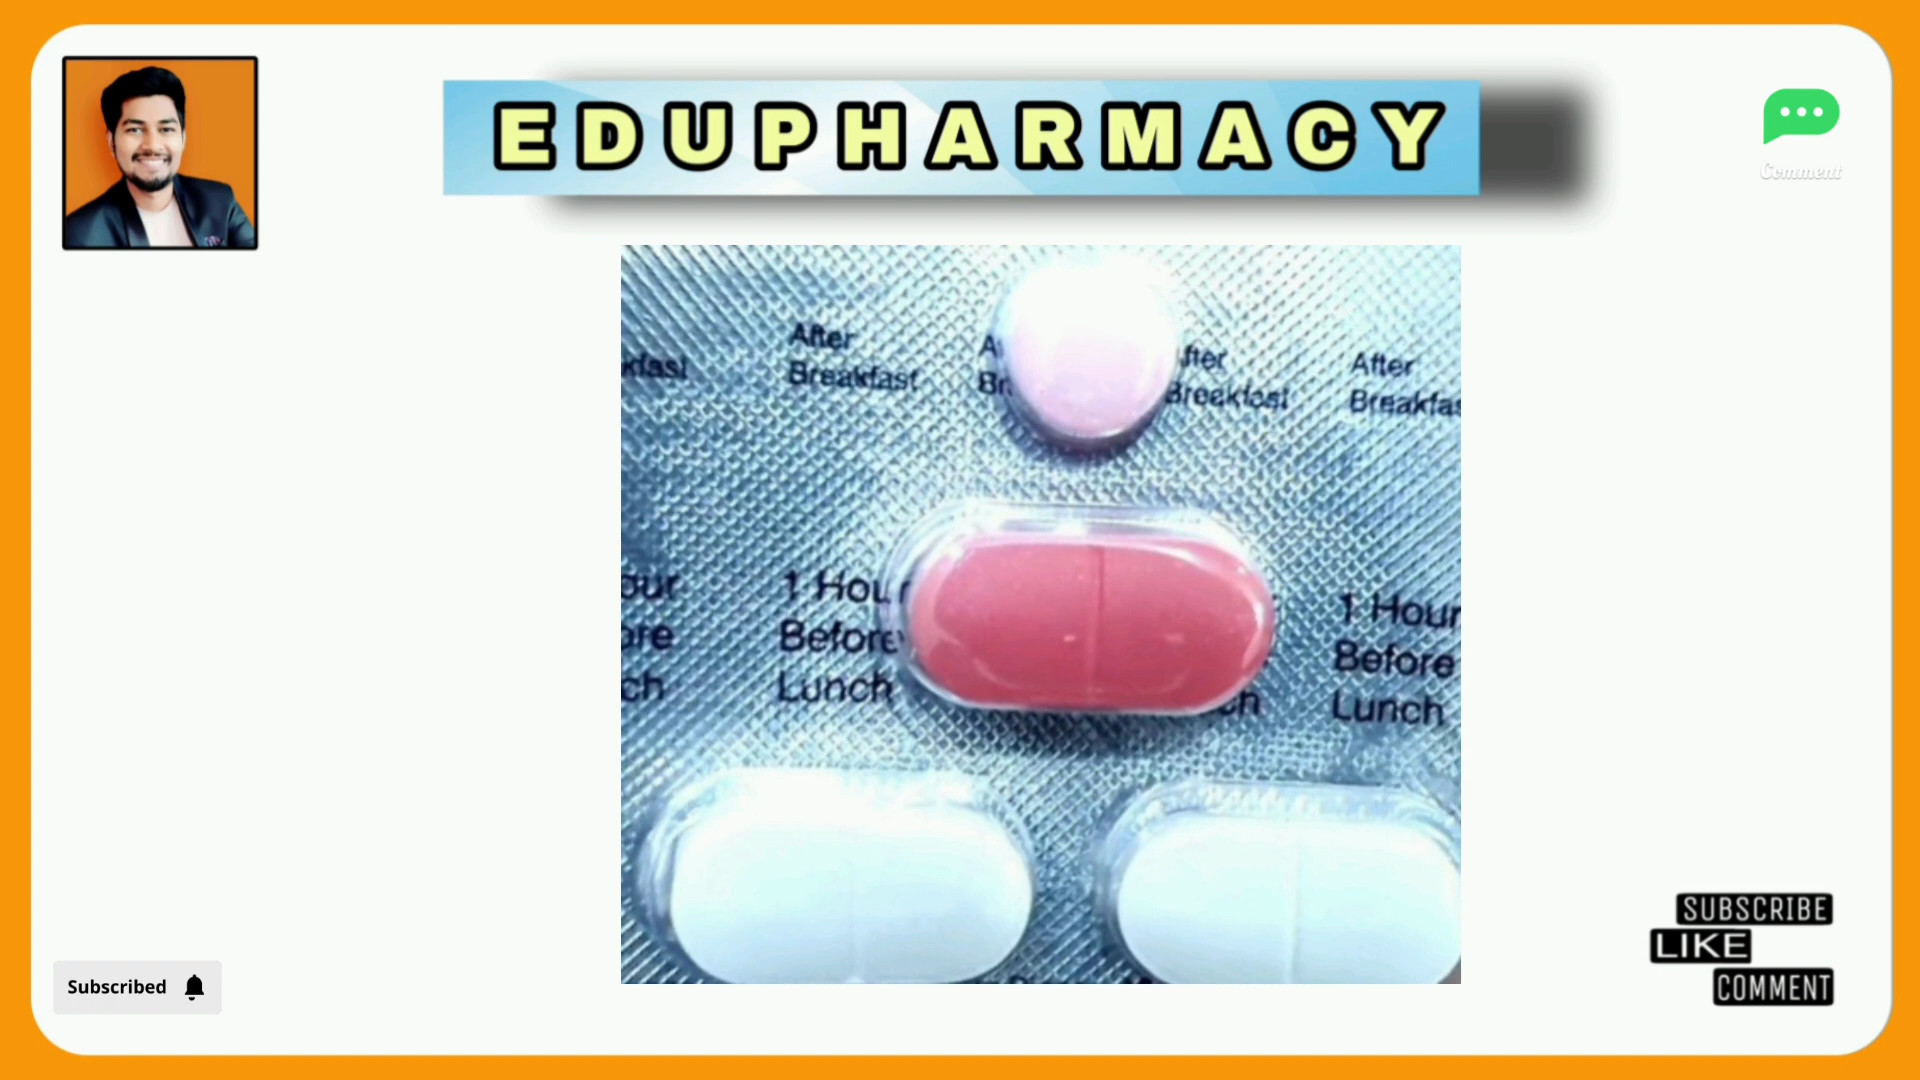 EDUPHARMACY
Comment
After
Breakfast
After
Breakfast
After
1 Hour
Before
Lunch
1 Hour
Before
Lunch
Subscribed
SUBSCRIBE
LIKE
COMMENT